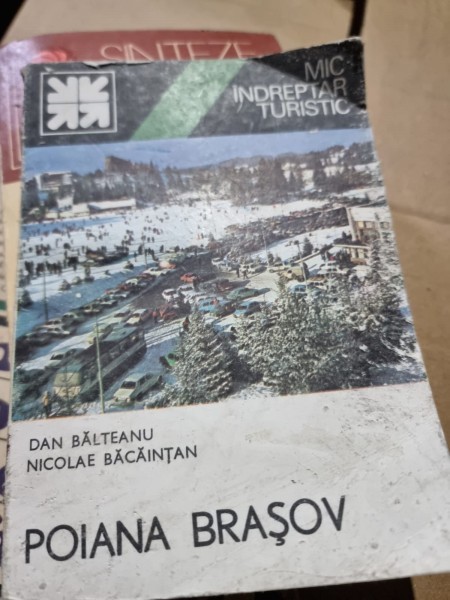 SINTEZE
MIC
ÎNDREPTAR
TURISTIC
DAN BĂLTEANU
NICOLAE BĂCĂINȚAN
POIANA BRAȘOV